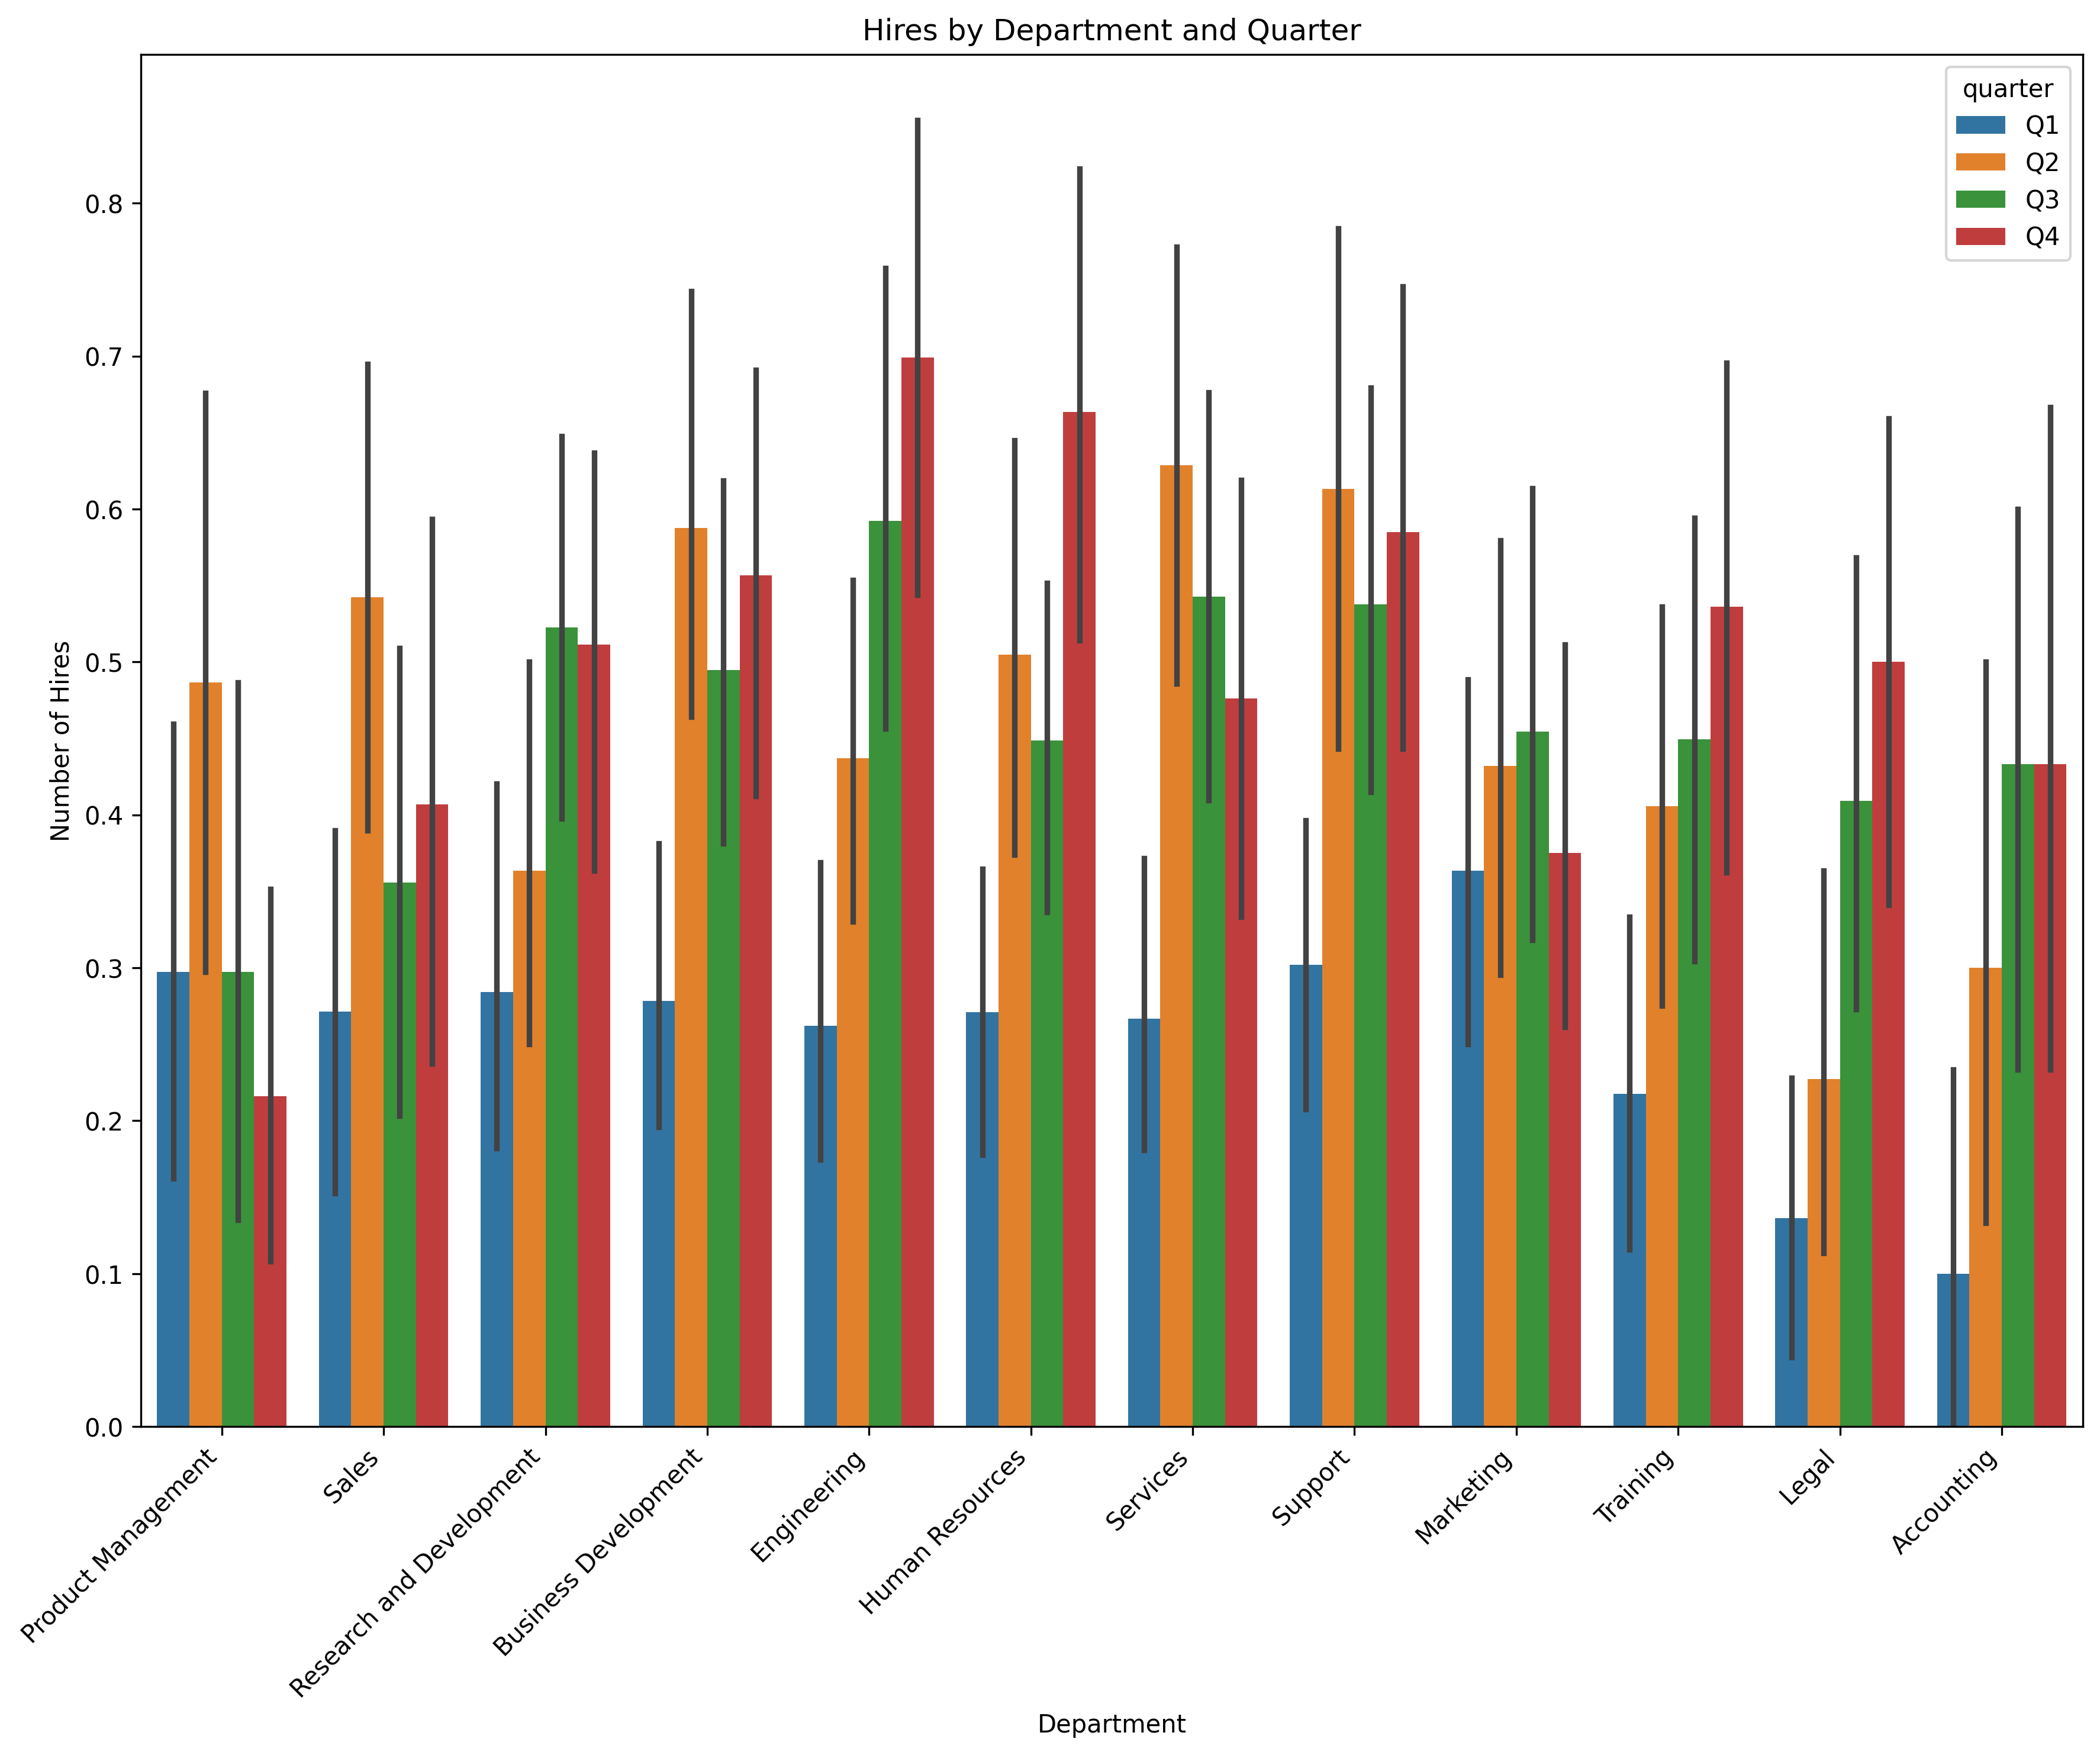 Hires by Department and Quarter
quarter
Q1
Q2
Q3
Q4
Number of Hires
0.8
0.7
0.6
0.5
0.4
0.3
0.2
0.1
0.0
Product Management
Sales
Research and Development
Business Development
Engineering
Human Resources
Services
Support
Marketing
Training
Legal
Accounting
Department